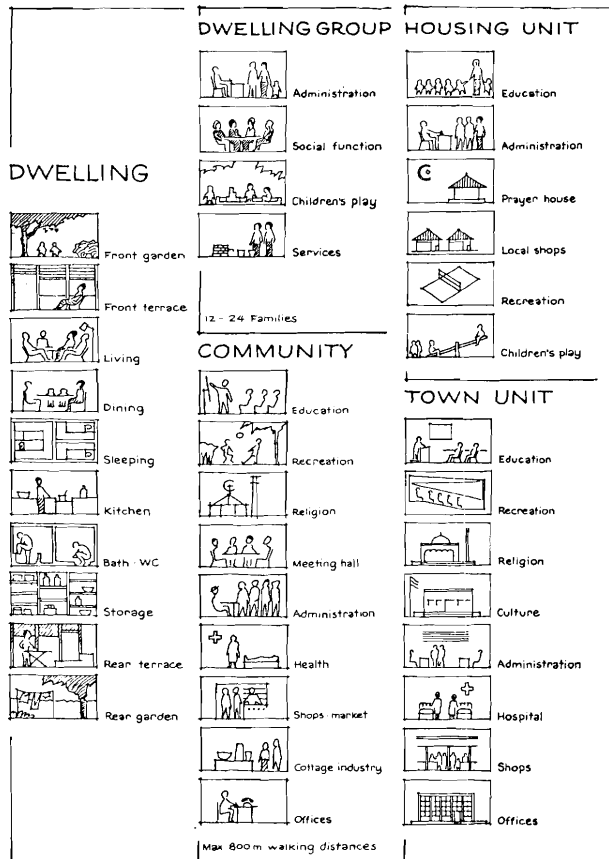 DWELLING
Front garden
Front terrace
Living
Dining
Sleeping
Kitchen
Bath · WC
Storage
Rear terrace
Rear garden
DWELLING GROUP
Administration
Social function
Children's play
Services
12 - 24 Families
COMMUNITY
Education
Recreation
Religion
Meeting hall
Administration
Health
Shops · market
Cottage industry
Offices
Max 800m walking distances
HOUSING UNIT
Education
Administration
Prayer house
Local shops
Recreation
Children's play
TOWN UNIT
Education
Recreation
Religion
Culture
Administration
Hospital
Shops
Offices